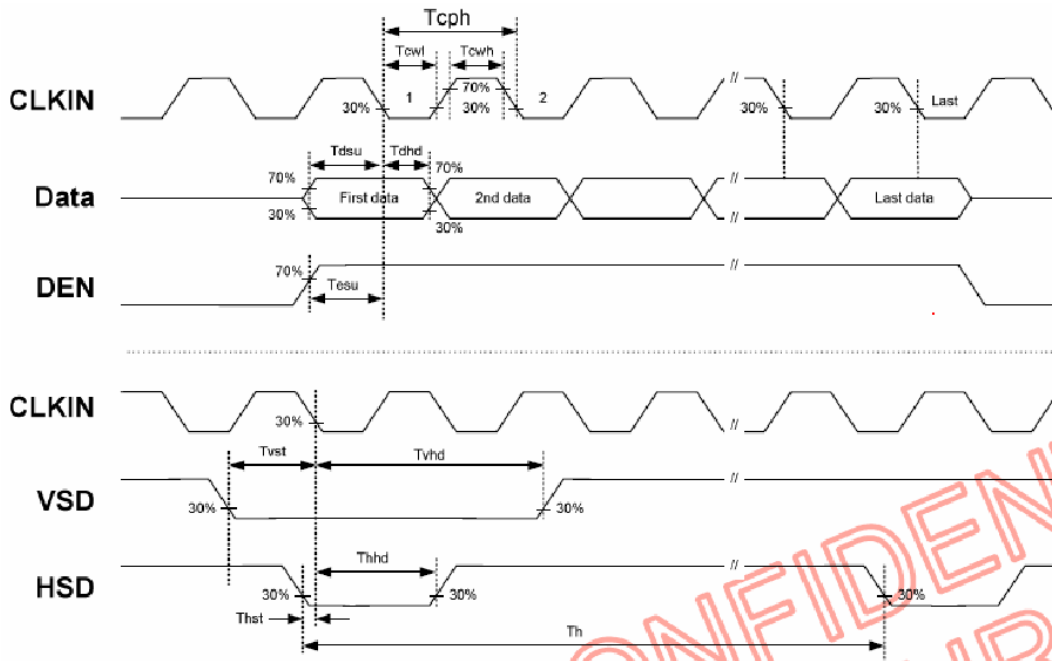 Tcph
Tcwl Tcwh
CLKIN 30% 1 70% 30% 2 // 30% 30% Last
Tdsu Tdhd
Data 70% 30% First data 70% 30% 2nd data // // Last data
DEN 70% Tesu //
CLKIN 30% //
Tvst Tvhd
VSD 30% 30% //
Thhd
HSD 30% 30% // 30%
Thst
Th